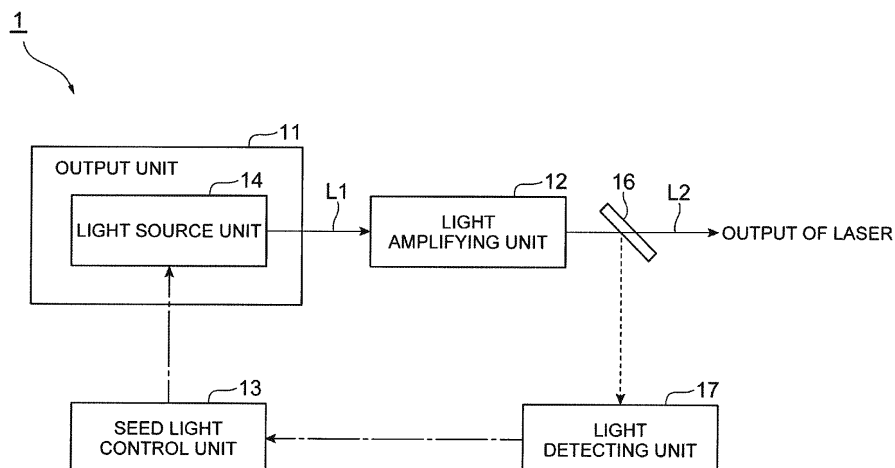 1
11
OUTPUT UNIT
14
LIGHT SOURCE UNIT
L1
12
LIGHT
AMPLIFYING UNIT
16
L2
OUTPUT OF LASER
13
SEED LIGHT
CONTROL UNIT
17
LIGHT
DETECTING UNIT